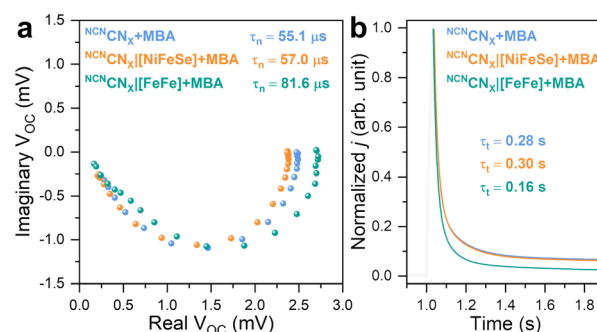 a
NCNCNX+MBA τn = 55.1 μs
NCNCNX|[NiFeSe]+MBA τn = 57.0 μs
NCNCNX|[FeFe]+MBA τn = 81.6 μs
Imaginary VOC (mV)
1.5
1.0
0.5
0.0
-0.5
-1.0
-1.5
0.0 0.5 1.0 1.5 2.0 2.5 3.0
Real VOC (mV)
b
NCNCNX+MBA
NCNCNX|[NiFeSe]+MBA
NCNCNX|[FeFe]+MBA
τt = 0.28 s
τt = 0.30 s
τt = 0.16 s
Normalized j (arb. unit)
1.0
0.8
0.6
0.4
0.2
0.0
1.0 1.2 1.4 1.6 1.8
Time (s)